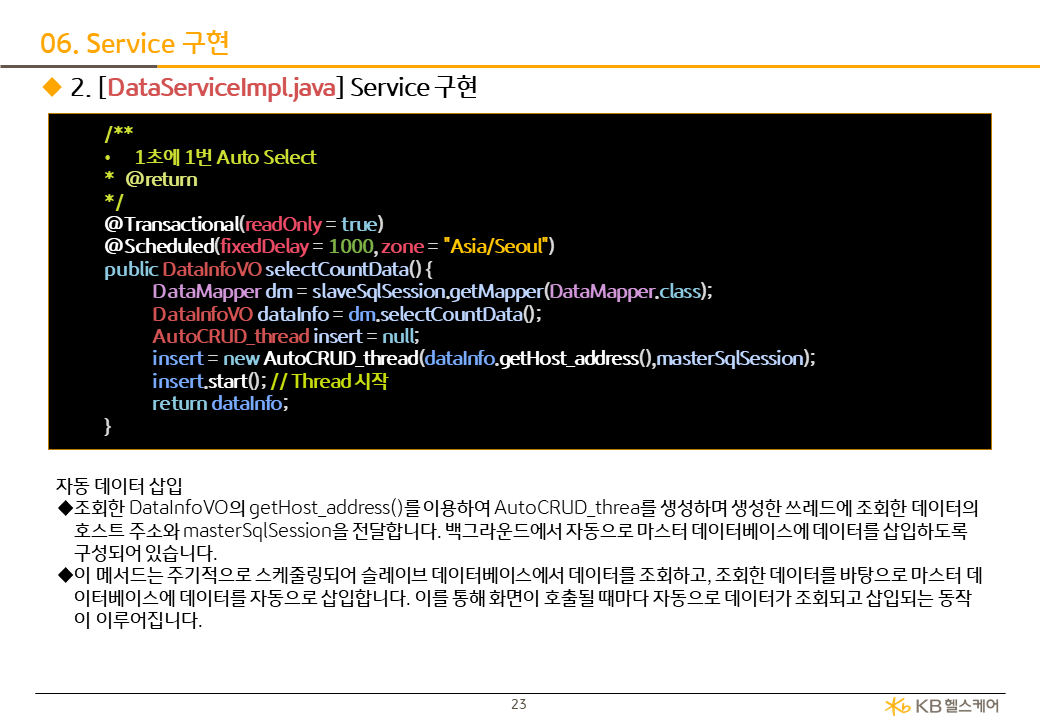 06. Service 구현
◆ 2. [DataServiceImpl.java] Service 구현
/**
• 1초에 1번 Auto Select
* @return
*/
@Transactional(readOnly = true)
@Scheduled(fixedDelay = 1000, zone = "Asia/Seoul")
public DataInfoVO selectCountData() {
DataMapper dm = slaveSqlSession.getMapper(DataMapper.class);
DataInfoVO dataInfo = dm.selectCountData();
AutoCRUD_thread insert = null;
insert = new AutoCRUD_thread(dataInfo.getHost_address(),masterSqlSession);
insert.start(); // Thread 시작
return dataInfo;
}
자동 데이터 삽입
◆조회한 DataInfoVO의 getHost_address()를 이용하여 AutoCRUD_threa를 생성하며 생성한 쓰레드에 조회한 데이터의
호스트 주소와 masterSqlSession을 전달합니다. 백그라운드에서 자동으로 마스터 데이터베이스에 데이터를 삽입하도록
구성되어 있습니다.
◆이 메서드는 주기적으로 스케줄링되어 슬레이브 데이터베이스에서 데이터를 조회하고, 조회한 데이터를 바탕으로 마스터 데
이터베이스에 데이터를 자동으로 삽입합니다. 이를 통해 화면이 호출될 때마다 자동으로 데이터가 조회되고 삽입되는 동작
이 이루어집니다.
23
KB헬스케어